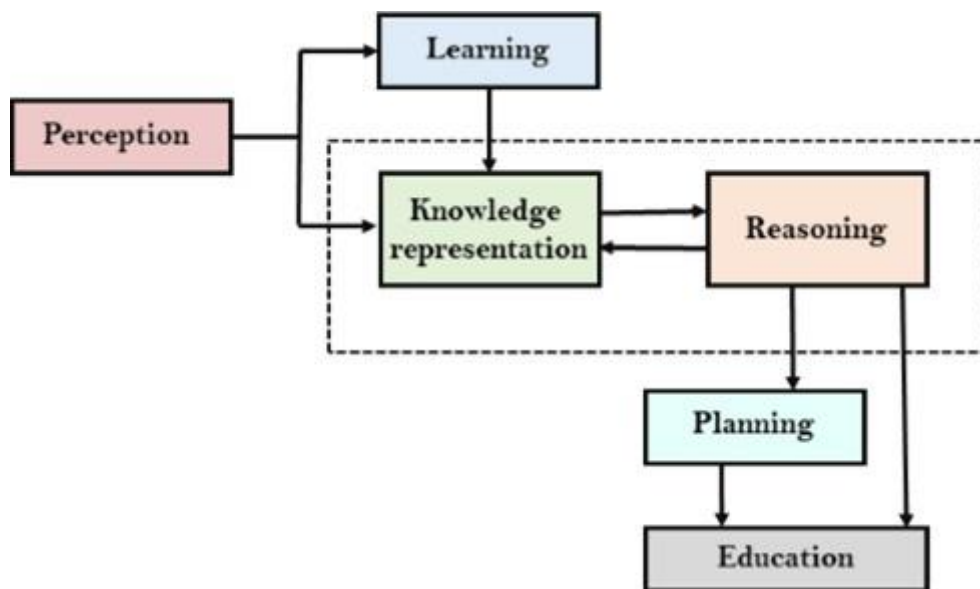 Learning
Perception
Knowledge
representation
Reasoning
Planning
Education